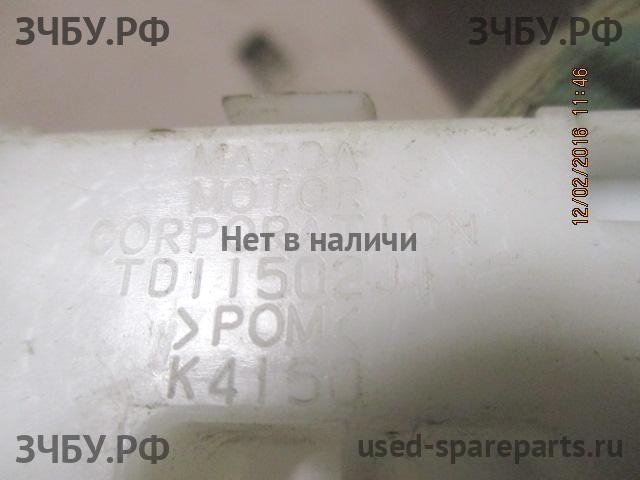 ЗЧБУ.РФ
ЗЧБУ.РФ
12/02/2016 11:46
MAZDA
MOTOR
CORPORATION
Нет в наличии
TD11502J1
>POM<
K4150
ЗЧБУ.РФ
used-spareparts.ru